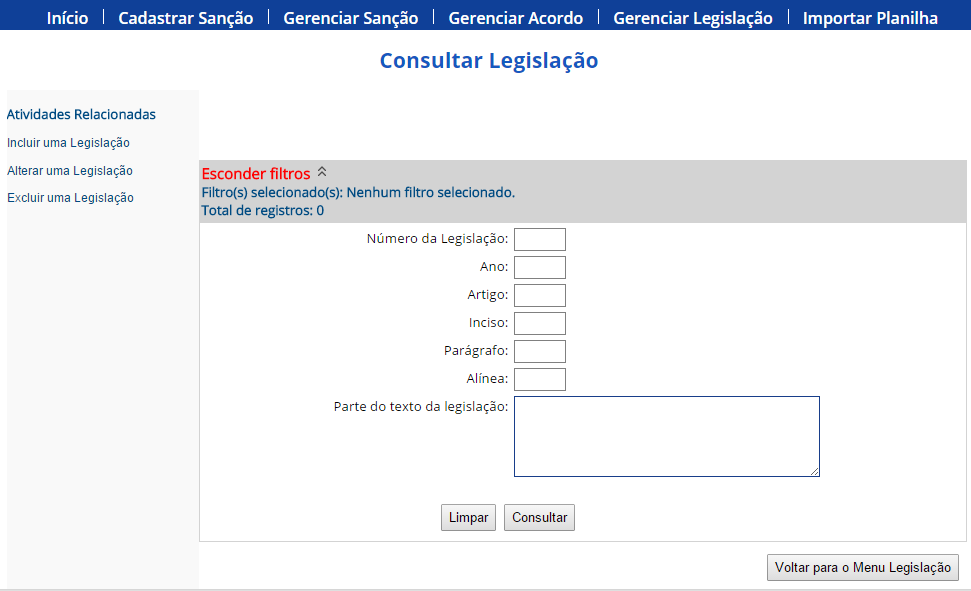 Início Cadastrar Sanção Gerenciar Sanção Gerenciar Acordo Gerenciar Legislação Importar Planilha
Consultar Legislação
Atividades Relacionadas
Incluir uma Legislação
Alterar uma Legislação
Excluir uma Legislação
Esconder filtros
Filtro(s) selecionado(s): Nenhum filtro selecionado.
Total de registros: 0
Número da Legislação:
Ano:
Artigo:
Inciso:
Parágrafo:
Alínea:
Parte do texto da legislação:
Limpar Consultar
Voltar para o Menu Legislação